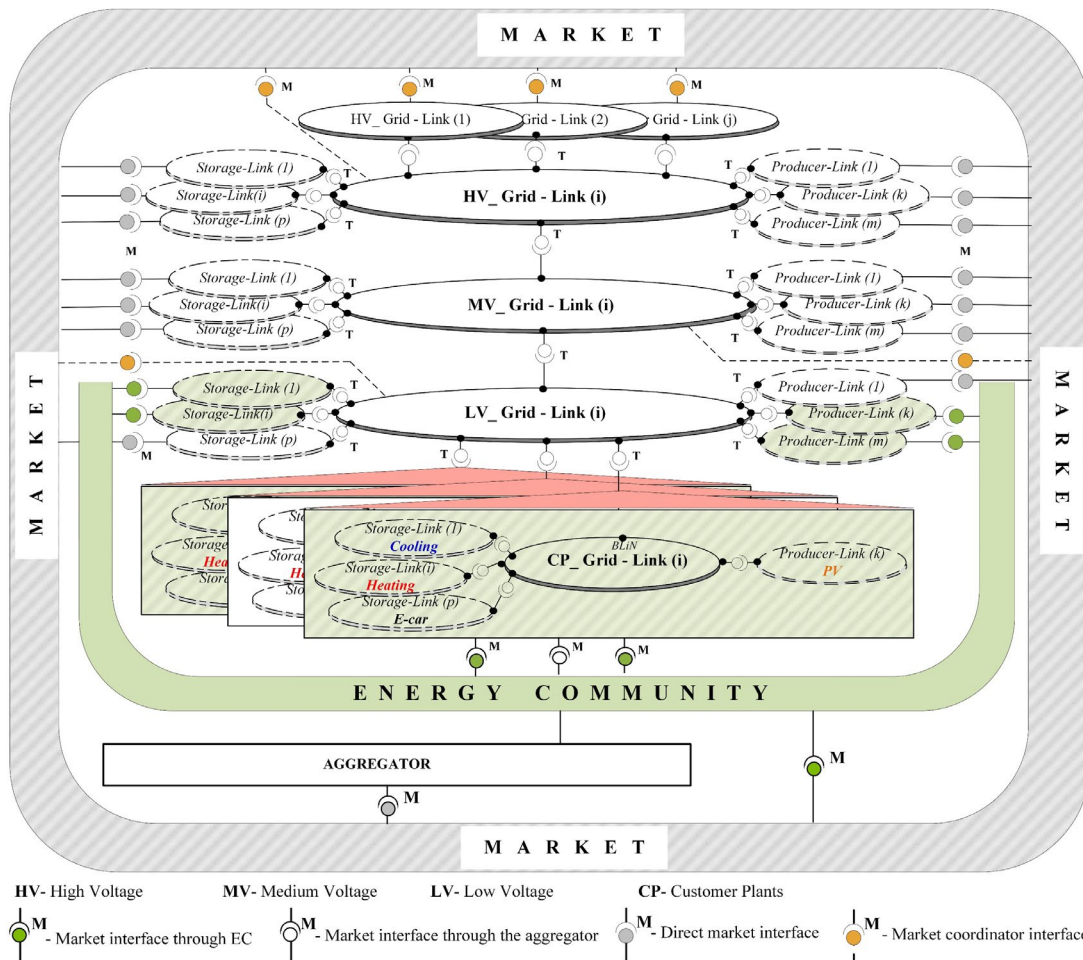 M A R K E T
M M M M
HV_ Grid - Link (1) Grid - Link (2) Grid - Link (j)
T T T
Storage-Link (1) T T Producer-Link (1)
Storage-Link(i) HV_ Grid - Link (i) Producer-Link (k)
Storage-Link (p) T T Producer-Link (m)
M T M
Storage-Link (1) T T Producer-Link (1)
Storage-Link(i) MV_ Grid - Link (i) Producer-Link (k)
Storage-Link (p) T T Producer-Link (m)
T
M A R K E T
M A R K E T
Storage-Link (1) T T Producer-Link (1)
Storage-Link(i) LV_ Grid - Link (i) Producer-Link (k)
Storage-Link (p) T T Producer-Link (m)
M T T T
Storage-Link (1) BLiN Producer-Link (k)
Cooling CP_ Grid - Link (i) PV
Storage-Link(i)
Heating
Storage-Link (p)
E-car
M M M
E N E R G Y C O M M U N I T Y
AGGREGATOR M
M
M A R K E T
HV- High Voltage MV- Medium Voltage LV- Low Voltage CP- Customer Plants
M - Market interface through EC M - Market interface through the aggregator M - Direct market interface M - Market coordinator interface